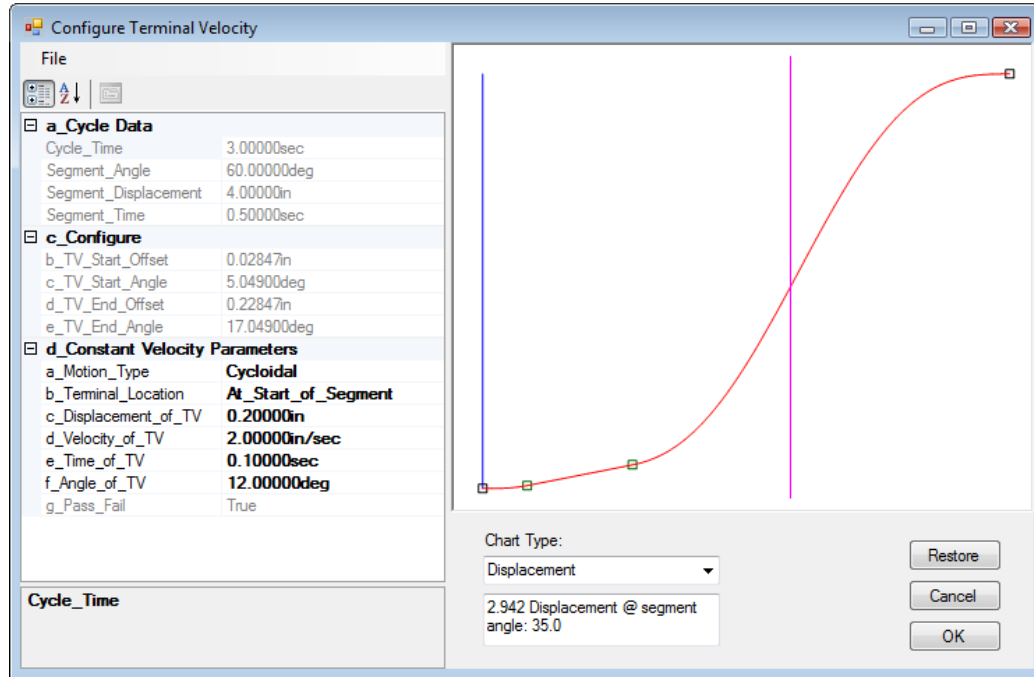 Configure Terminal Velocity
File
a_Cycle Data
Cycle_Time 3.00000sec
Segment_Angle 60.00000deg
Segment_Displacement 4.00000in
Segment_Time 0.50000sec
c_Configure
b_TV_Start_Offset 0.02847in
c_TV_Start_Angle 5.04900deg
d_TV_End_Offset 0.22847in
e_TV_End_Angle 17.04900deg
d_Constant Velocity Parameters
a_Motion_Type Cycloidal
b_Terminal_Location At_Start_of_Segment
c_Displacement_of_TV 0.20000in
d_Velocity_of_TV 2.00000in/sec
e_Time_of_TV 0.10000sec
f_Angle_of_TV 12.00000deg
g_Pass_Fail True
Cycle_Time
Chart Type:
Displacement
2.942 Displacement @ segment
angle: 35.0
Restore
Cancel
OK